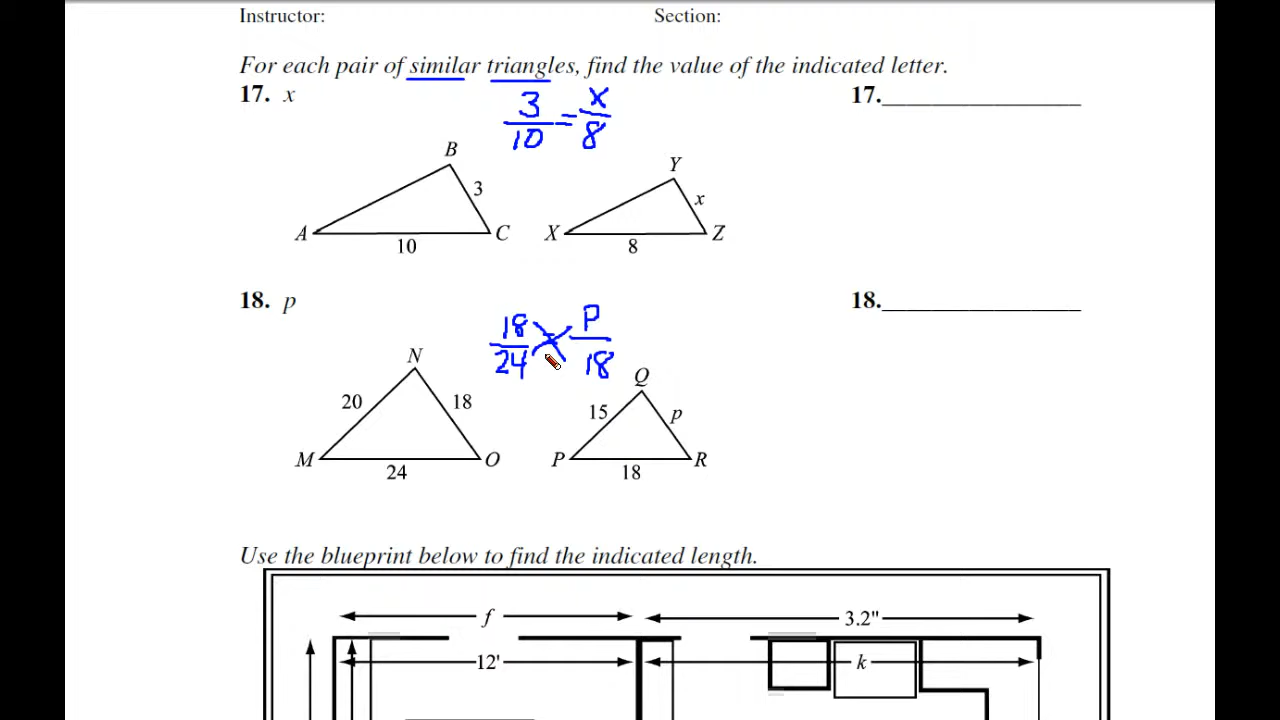 Instructor: Section:
For each pair of similar triangles, find the value of the indicated letter.
17. x 17.
3/10 = x/8
B
3
A
10
C
Y
x
X
8
Z
18. p 18.
18/24 P/18
N
20
18
M
24
O
Q
15
p
P
18
R
Use the blueprint below to find the indicated length.
f
3.2"
12'
k